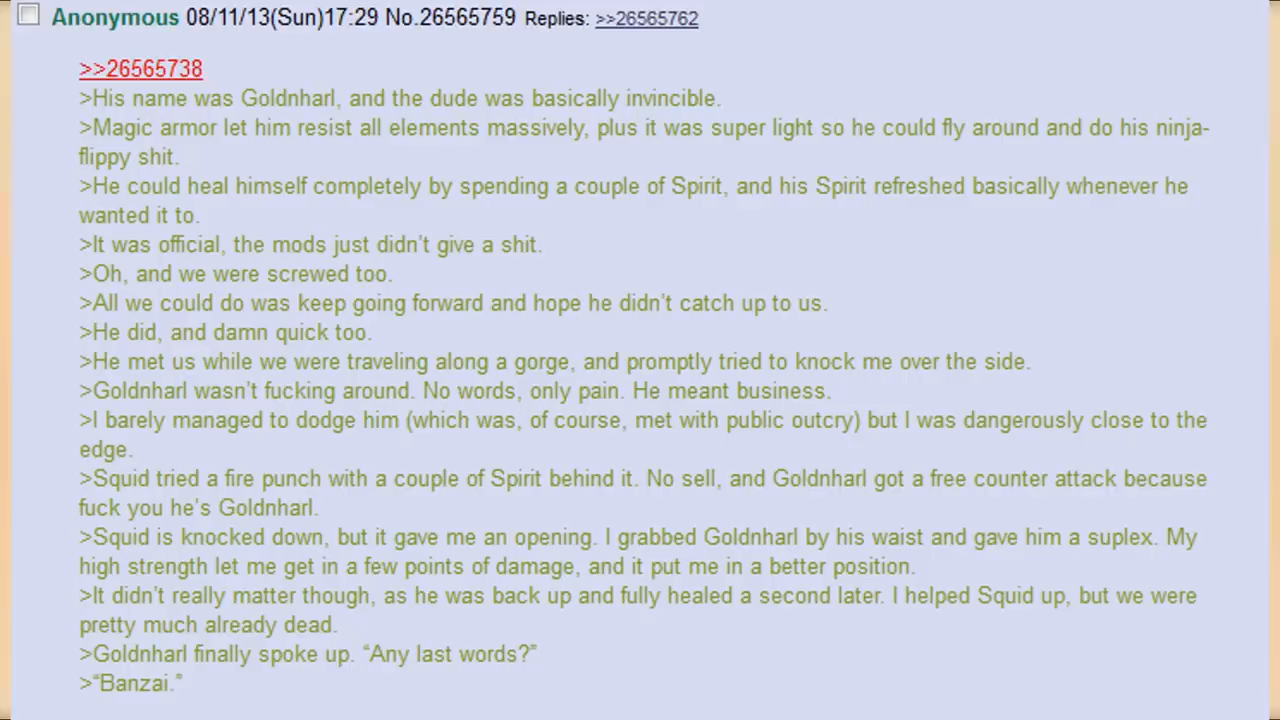 Anonymous 08/11/13(Sun)17:29 No.26565759 Replies: >>26565762
>>26565738
>His name was Goldnharl, and the dude was basically invincible.
>Magic armor let him resist all elements massively, plus it was super light so he could fly around and do his ninja-
flippy shit.
>He could heal himself completely by spending a couple of Spirit, and his Spirit refreshed basically whenever he
wanted it to.
>It was official, the mods just didn't give a shit.
>Oh, and we were screwed too.
>All we could do was keep going forward and hope he didn't catch up to us.
>He did, and damn quick too.
>He met us while we were traveling along a gorge, and promptly tried to knock me over the side.
>Goldnharl wasn't fucking around. No words, only pain. He meant business.
>I barely managed to dodge him (which was, of course, met with public outcry) but I was dangerously close to the
edge.
>Squid tried a fire punch with a couple of Spirit behind it. No sell, and Goldnharl got a free counter attack because
fuck you he's Goldnharl.
>Squid is knocked down, but it gave me an opening. I grabbed Goldnharl by his waist and gave him a suplex. My
high strength let me get in a few points of damage, and it put me in a better position.
>It didn't really matter though, as he was back up and fully healed a second later. I helped Squid up, but we were
pretty much already dead.
>Goldnharl finally spoke up. “Any last words?”
>“Banzai.”